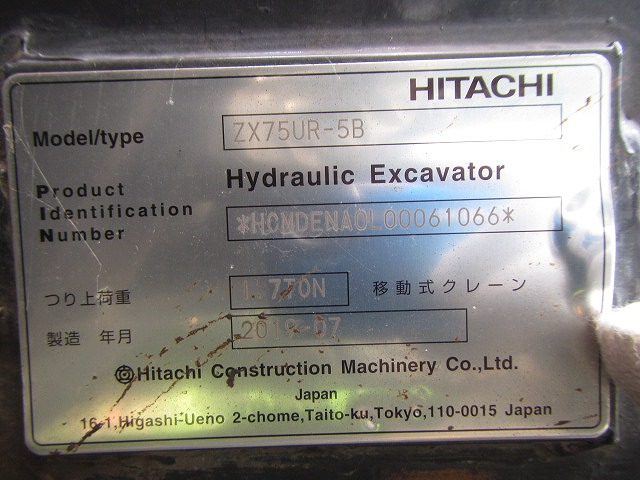 HITACHI
Model/type ZX75UR-5B
Hydraulic Excavator
Product
Identification
Number *HCMDENA0L00061066*
つり上荷重 移動式クレーン
製造 年月 2019-07
Hitachi Construction Machinery Co.,Ltd.
Japan
16-1,Higashi-Ueno 2-chome,Taito-ku,Tokyo,110-0015 Japan